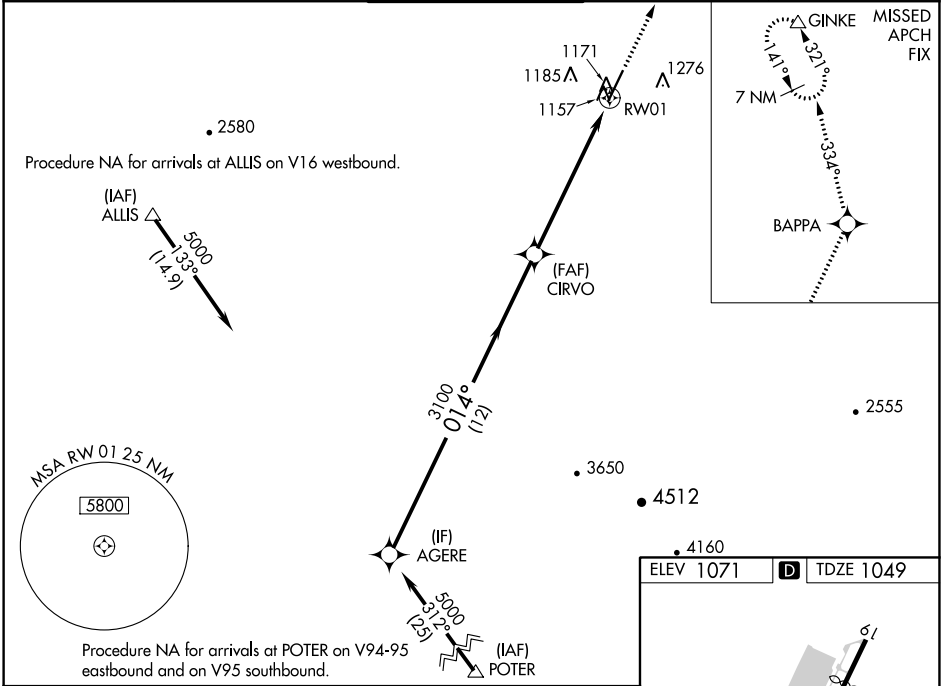 GINKE
MISSED
APCH
FIX
141°
321°
7 NM
334°
BAPPA
1171
1185
1276
1157
RW01
2580
Procedure NA for arrivals at ALLIS on V16 westbound.
(IAF)
ALLIS
5000
133°
(14.9)
(FAF)
CIRVO
3100
014°
(12)
2555
3650
4512
4160
MSA RW 01 25 NM
5800
(IF)
AGERE
5000
312°
(25)
(IAF)
POTER
Procedure NA for arrivals at POTER on V94-95
eastbound and on V95 southbound.
ELEV 1071
D
TDZE 1049
19